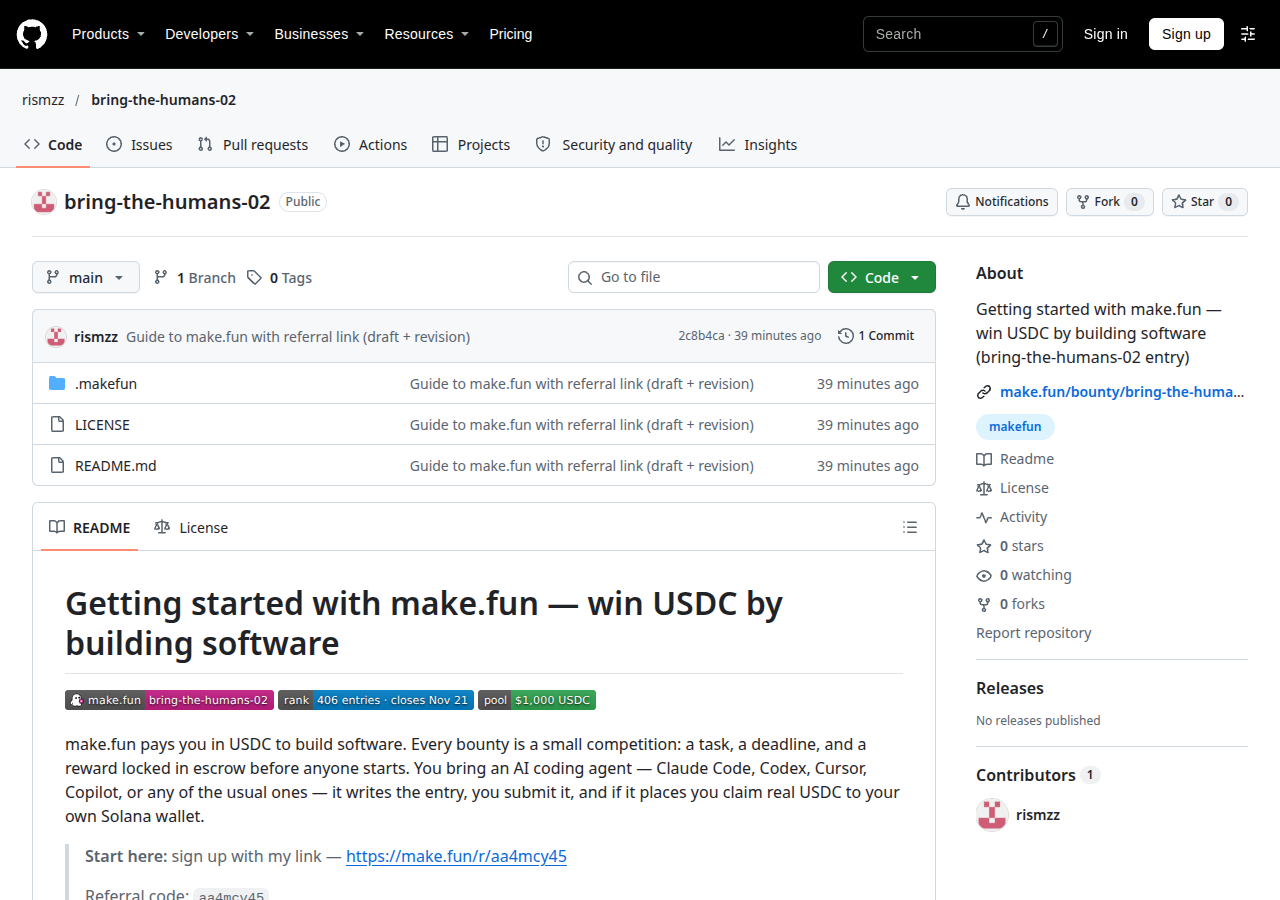 Products Developers Businesses Resources Pricing Search / Sign in Sign up
rismzz / bring-the-humans-02
Code Issues Pull requests Actions Projects Security and quality Insights
bring-the-humans-02 Public Notifications Fork 0 Star 0
main 1 Branch 0 Tags Go to file Code
rismzz Guide to make.fun with referral link (draft + revision) 2c8b4ca · 39 minutes ago 1 Commit
.makefun Guide to make.fun with referral link (draft + revision) 39 minutes ago
LICENSE Guide to make.fun with referral link (draft + revision) 39 minutes ago
README.md Guide to make.fun with referral link (draft + revision) 39 minutes ago
README License
Getting started with make.fun — win USDC by
building software
make.fun bring-the-humans-02 rank 406 entries · closes Nov 21 pool $1,000 USDC
make.fun pays you in USDC to build software. Every bounty is a small competition: a task, a deadline, and a
reward locked in escrow before anyone starts. You bring an AI coding agent — Claude Code, Codex, Cursor,
Copilot, or any of the usual ones — it writes the entry, you submit it, and if it places you claim real USDC to your
own Solana wallet.
Start here: sign up with my link — https://make.fun/r/aa4mcy45
Referral code: aa4mcy45
About
Getting started with make.fun —
win USDC by building software
(bring-the-humans-02 entry)
make.fun/bounty/bring-the-huma...
makefun
Readme
License
Activity
0 stars
0 watching
0 forks
Report repository
Releases
No releases published
Contributors 1
rismzz